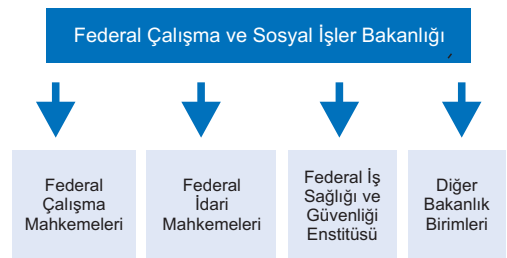 Federal Çalışma ve Sosyal İşler Bakanlığı
Federal
Çalışma
Mahkemeleri
Federal
İdari
Mahkemeleri
Federal İş
Sağlığı ve
Güvenliği
Enstitüsü
Diğer
Bakanlık
Birimleri